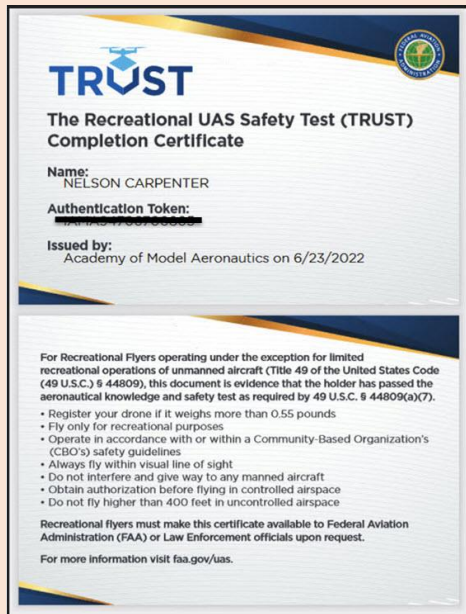 TRUST
FEDERAL AVIATION ADMINISTRATION
The Recreational UAS Safety Test (TRUST)
Completion Certificate
Name:
NELSON CARPENTER
Authentication Token:
Issued by:
Academy of Model Aeronautics on 6/23/2022
For Recreational Flyers operating under the exception for limited
recreational operations of unmanned aircraft (Title 49 of the United States Code
(49 U.S.C.) § 44809), this document is evidence that the holder has passed the
aeronautical knowledge and safety test as required by 49 U.S.C. § 44809(a)(7).
• Register your drone if it weighs more than 0.55 pounds
• Fly only for recreational purposes
• Operate in accordance with or within a Community-Based Organization's
(CBO's) safety guidelines
• Always fly within visual line of sight
• Do not interfere and give way to any manned aircraft
• Obtain authorization before flying in controlled airspace
• Do not fly higher than 400 feet in uncontrolled airspace
Recreational flyers must make this certificate available to Federal Aviation
Administration (FAA) or Law Enforcement officials upon request.
For more information visit faa.gov/uas.